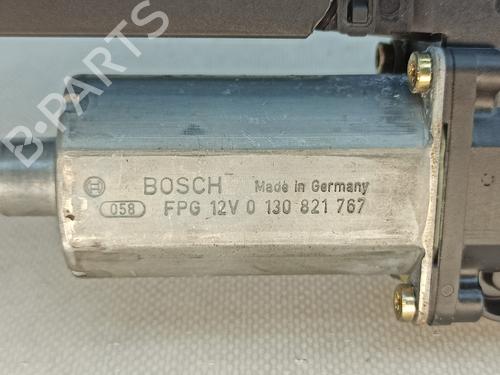 B-PARTS
BOSCH Made in Germany
058 FPG 12V 0 130 821 767